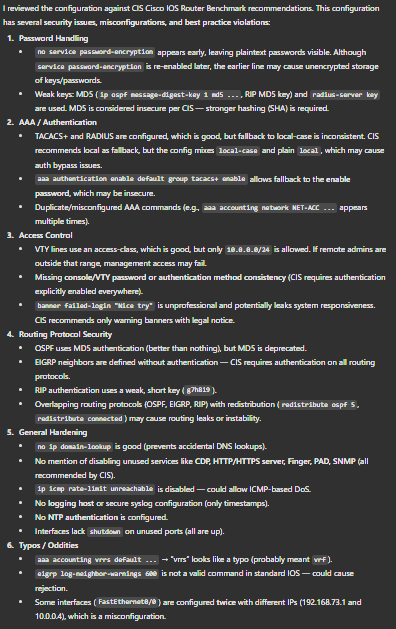 I reviewed the configuration against CIS Cisco IOS Router Benchmark recommendations. This configuration
has several security issues, misconfigurations, and best practice violations:
1. Password Handling
• no service password-encryption appears early, leaving plaintext passwords visible. Although
service password-encryption is re-enabled later, the earlier line may cause unencrypted storage
of keys/passwords.
• Weak keys: MD5 ( ip ospf message-digest-key 1 md5 ... , RIP MD5 key) and radius-server key
are used. MD5 is considered insecure per CIS — stronger hashing (SHA) is required.
2. AAA / Authentication
• TACACS+ and RADIUS are configured, which is good, but fallback to local-case is inconsistent. CIS
recommends local as fallback, but the config mixes local-case and plain local , which may cause
auth bypass issues.
• aaa authentication enable default group tacacs+ enable allows fallback to the enable
password, which may be insecure.
• Duplicate/misconfigured AAA commands (e.g., aaa accounting network NET-ACC ... appears
multiple times).
3. Access Control
• VTY lines use an access-class, which is good, but only 10.0.0.0/24 is allowed. If remote admins are
outside that range, management access may fail.
• Missing console/VTY password or authentication method consistency (CIS requires authentication
explicitly enabled everywhere).
• banner failed-login "Nice try" is unprofessional and potentially leaks system responsiveness.
CIS recommends only warning banners with legal notice.
4. Routing Protocol Security
• OSPF uses MD5 authentication (better than nothing), but MD5 is deprecated.
• EIGRP neighbors are defined without authentication — CIS requires authentication on all routing
protocols.
• RIP authentication uses a weak, short key ( g7h8i9 ).
• Overlapping routing protocols (OSPF, EIGRP, RIP) with redistribution ( redistribute ospf 5 ,
redistribute connected ) may cause routing leaks or instability.
5. General Hardening
• no ip domain-lookup is good (prevents accidental DNS lookups).
• No mention of disabling unused services like CDP, HTTP/HTTPS server, Finger, PAD, SNMP (all
recommended by CIS).
• ip icmp rate-limit unreachable is disabled — could allow ICMP-based DoS.
• No logging host or secure syslog configuration (only timestamps).
• No NTP authentication is configured.
• Interfaces lack shutdown on unused ports (all are up).
6. Typos / Oddities
• aaa accounting vrrs default ... → "vrrs" looks like a typo (probably meant vrf ).
• eigrp log-neighbor-warnings 600 is not a valid command in standard IOS — could cause
rejection.
• Some interfaces ( FastEthernet0/0 ) are configured twice with different IPs (192.168.73.1 and
10.0.0.4), which is a misconfiguration.